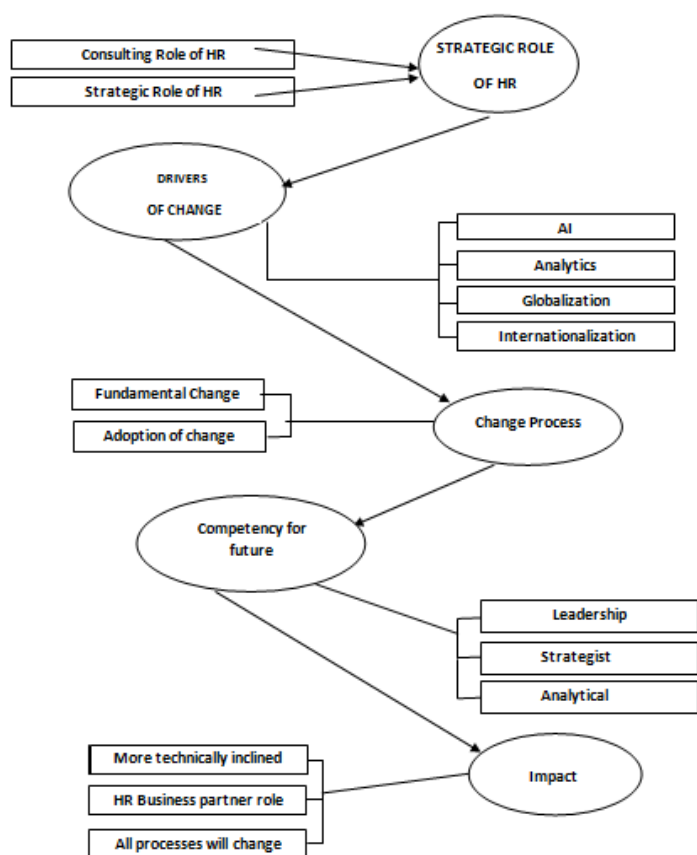 Consulting Role of HR
Strategic Role of HR
STRATEGIC ROLE
OF HR
DRIVERS
OF CHANGE
AI
Analytics
Globalization
Internationalization
Fundamental Change
Adoption of change
Change Process
Competency for
future
Leadership
Strategist
Analytical
More technically inclined
HR Business partner role
All processes will change
Impact